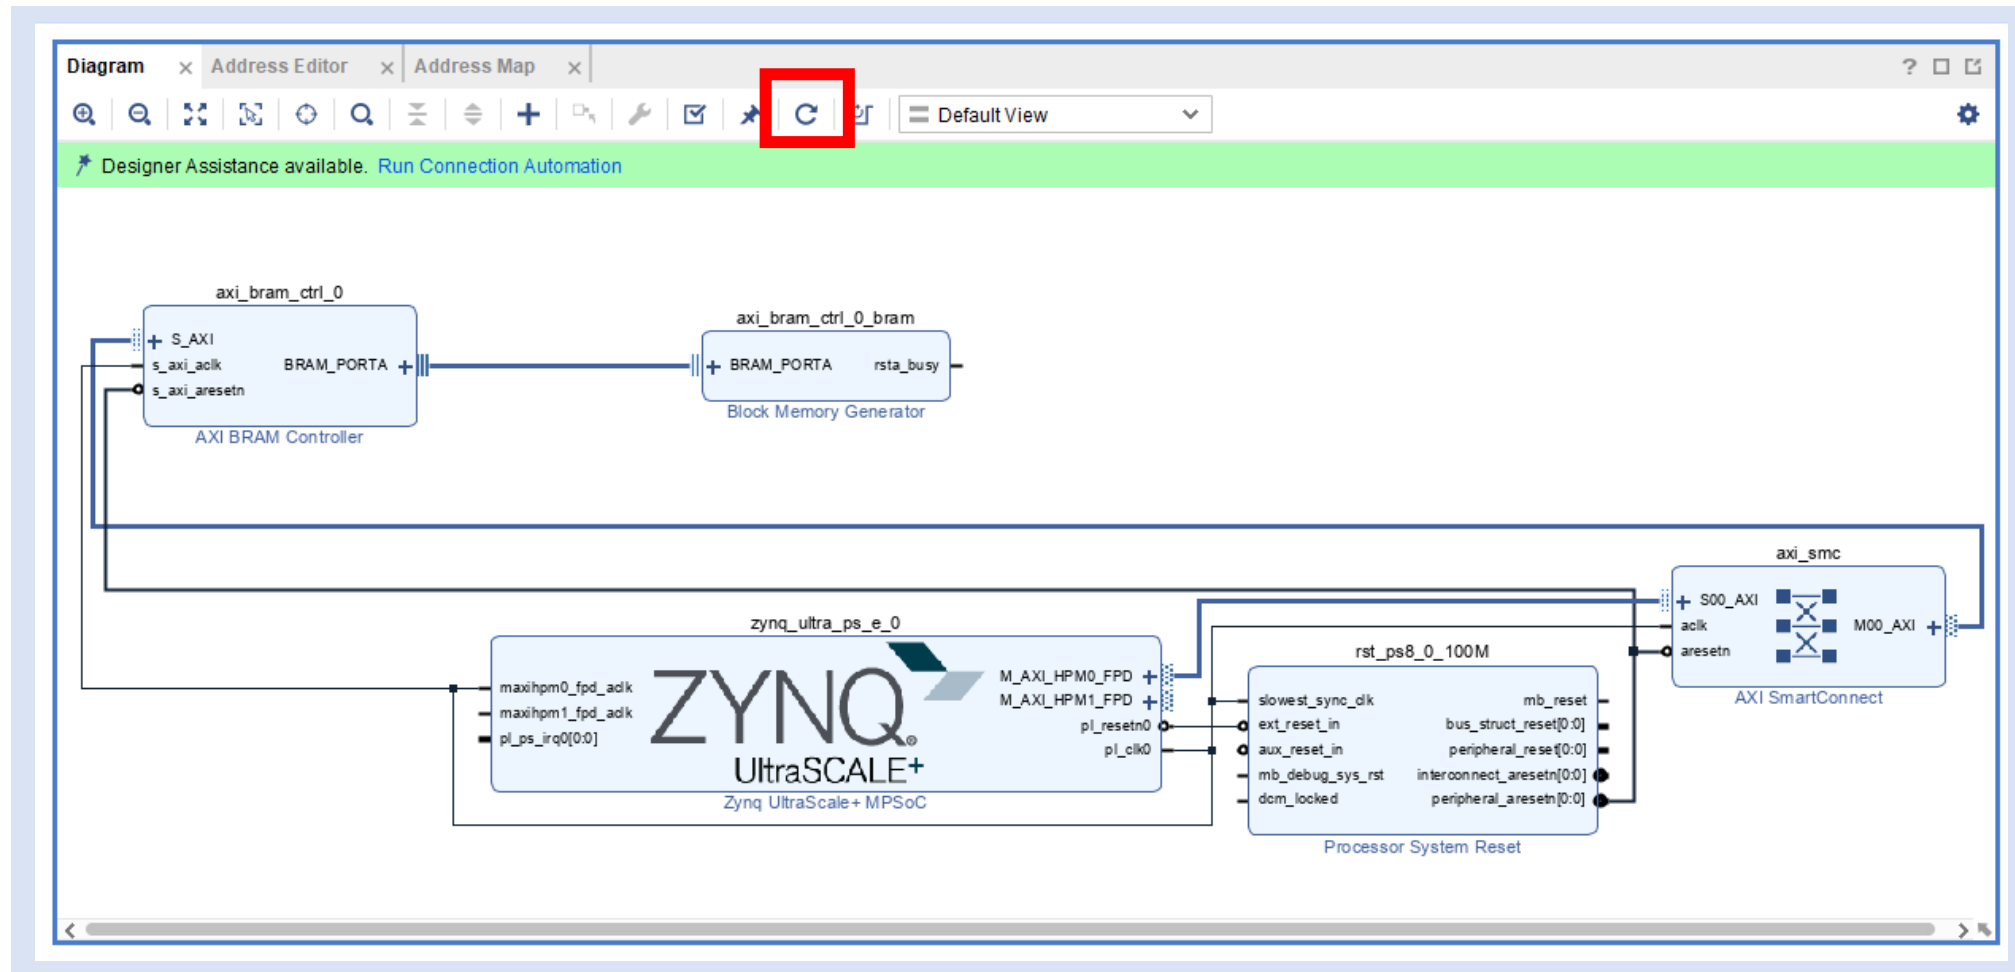 Diagram
Address Editor
Address Map
?
Default View
Designer Assistance available. Run Connection Automation
axi_bram_ctrl_0
S_AXI
s_axi_aclk
s_axi_aresetn
BRAM_PORTA
AXI BRAM Controller
axi_bram_ctrl_0_bram
BRAM_PORTA
rsta_busy
Block Memory Generator
axi_smc
S00_AXI
aclk
aresetn
M00_AXI
AXI SmartConnect
zynq_ultra_ps_e_0
maxihpm0_fpd_aclk
maxihpm1_fpd_aclk
pl_ps_irq0[0:0]
ZYNQ®
UltraSCALE+
M_AXI_HPM0_FPD
M_AXI_HPM1_FPD
pl_resetn0
pl_clk0
Zynq UltraScale+ MPSoC
rst_ps8_0_100M
slowest_sync_clk
ext_reset_in
aux_reset_in
mb_debug_sys_rst
dcm_locked
mb_reset
bus_struct_reset[0:0]
peripheral_reset[0:0]
interconnect_aresetn[0:0]
peripheral_aresetn[0:0]
Processor System Reset